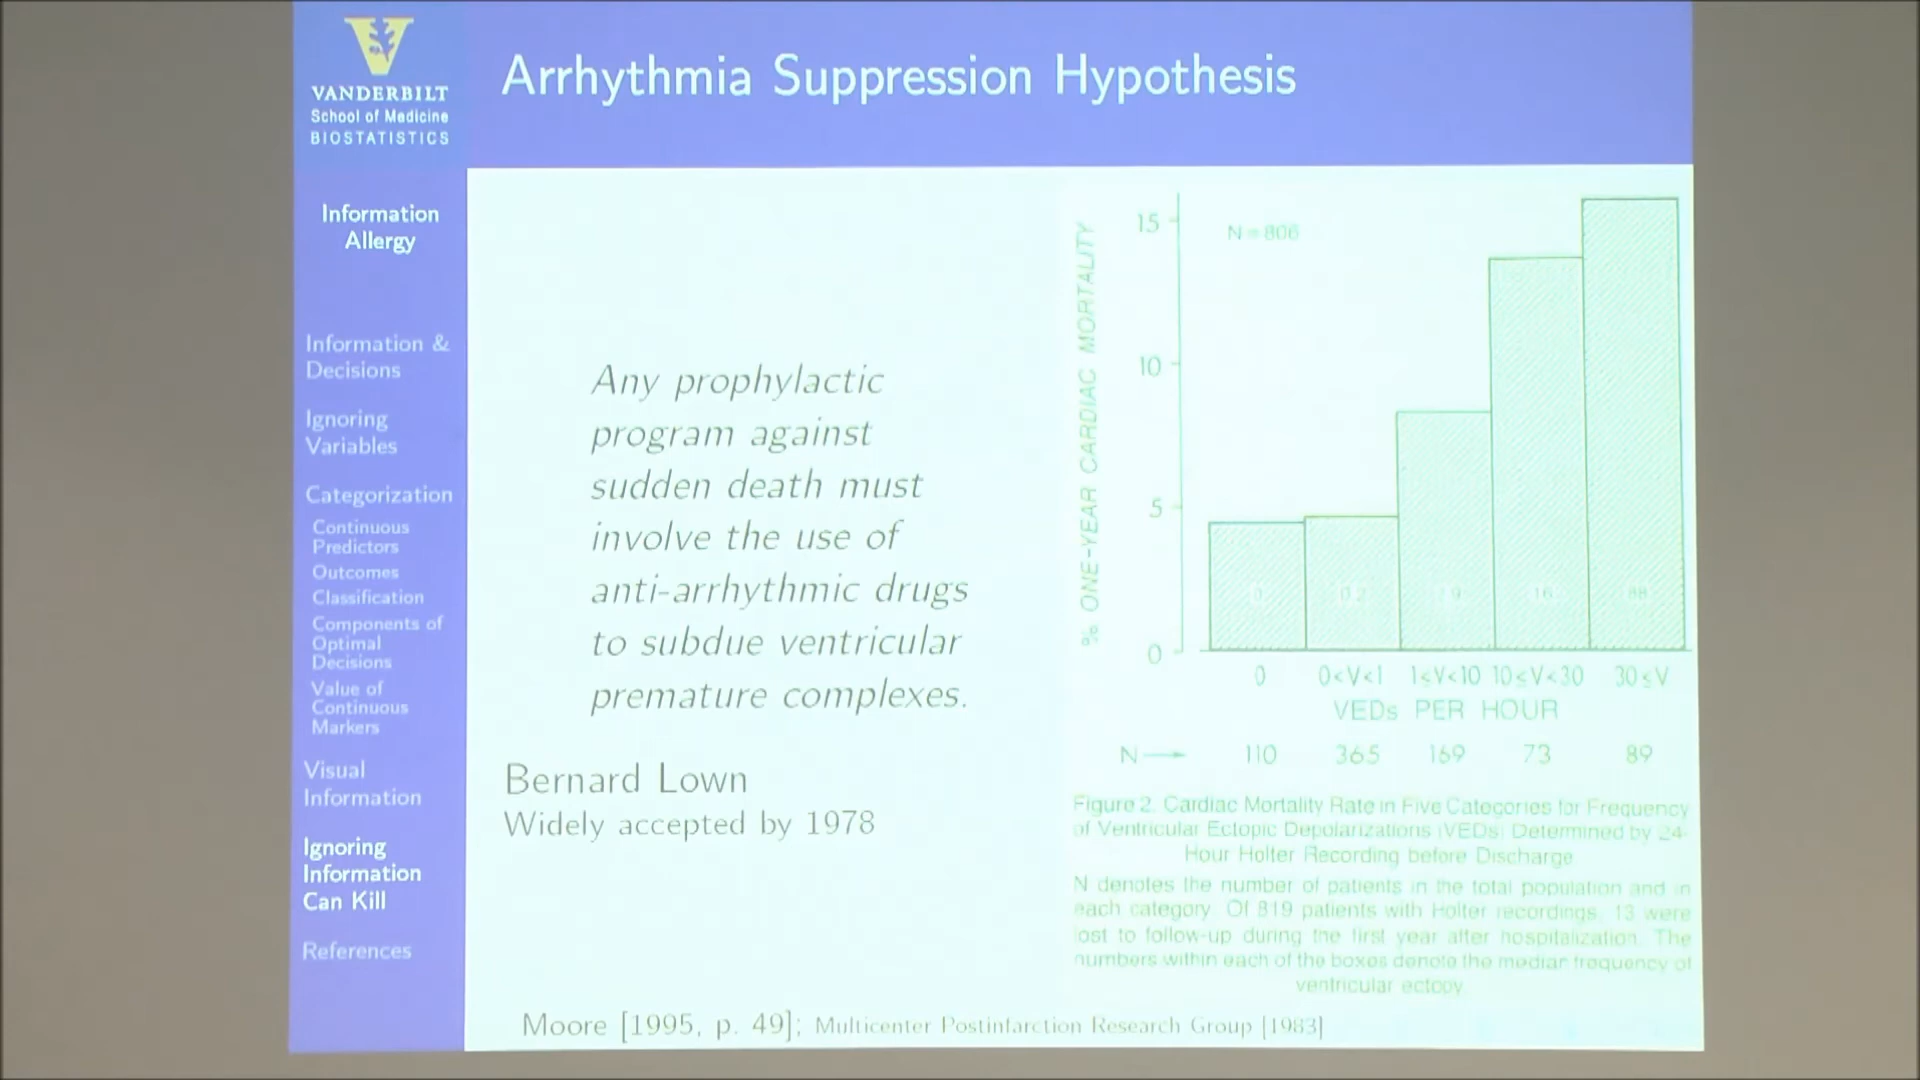 VANDERBILT
School of Medicine
BIOSTATISTICS
Arrhythmia Suppression Hypothesis
Information
Allergy
Information &
Decisions
Ignoring
Variables
Categorization
Continuous
Predictors
Outcomes
Classification
Components of
Optimal
Decisions
Value of
Continuous
Markers
Visual
Information
Ignoring
Information
Can Kill
References
Any prophylactic
program against
sudden death must
involve the use of
anti-arrhythmic drugs
to subdue ventricular
premature complexes.
Bernard Lown
Widely accepted by 1978
% ONE-YEAR CARDIAC MORTALITY
15
10
5
0
N = 806
0 0.2 16 88
0 0<V<1 1≤V<10 10≤V<30 30≤V
VEDs PER HOUR
N → 110 365 169 73 89
Figure 2. Cardiac Mortality Rate in Five Categories for Frequency
of Ventricular Ectopic Depolarizations (VEDs) Determined by 24-
Hour Holter Recording before Discharge
N denotes the number of patients in the total population and in
each category. Of 819 patients with Holter recordings, 13 were
lost to follow-up during the first year after hospitalization. The
numbers within each of the boxes denote the median frequency of
ventricular ectopy.
Moore [1995, p. 49]; Multicenter Postinfarction Research Group [1983]